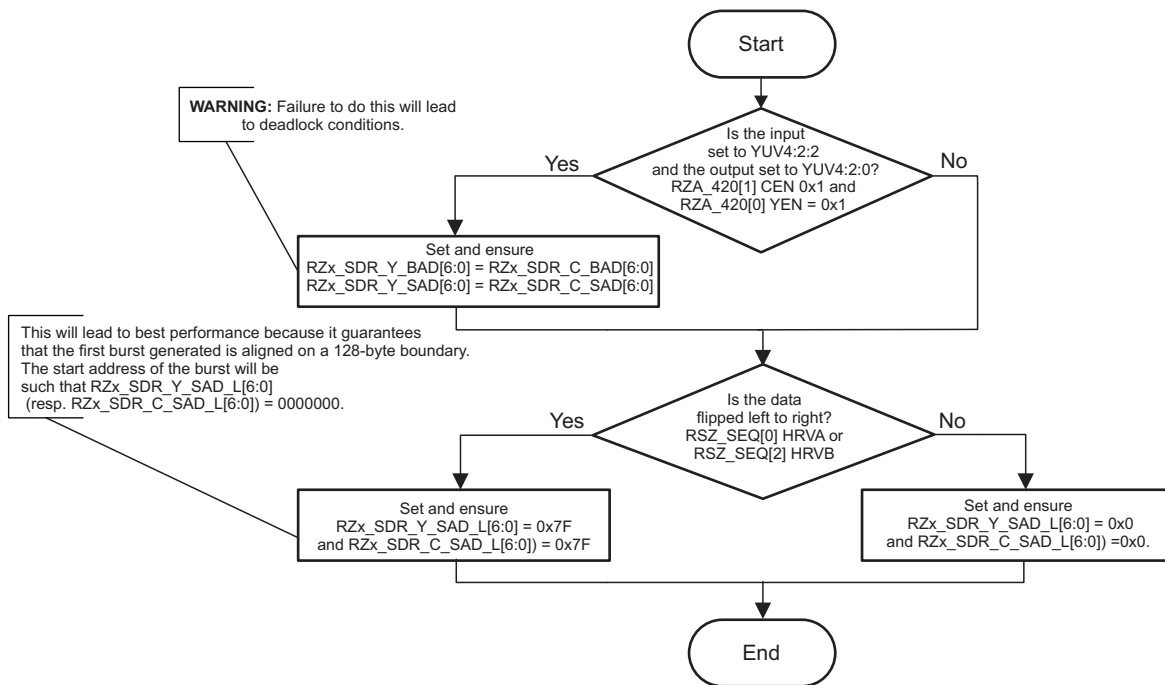 Start
WARNING: Failure to do this will lead
to deadlock conditions.
Is the input
set to YUV4:2:2
and the output set to YUV4:2:0?
RZA_420[1] CEN 0x1 and
RZA_420[0] YEN = 0x1
Yes
No
Set and ensure
RZx_SDR_Y_BAD[6:0] = RZx_SDR_C_BAD[6:0]
RZx_SDR_Y_SAD[6:0] = RZx_SDR_C_SAD[6:0]
This will lead to best performance because it guarantees
that the first burst generated is aligned on a 128-byte boundary.
The start address of the burst will be
such that RZx_SDR_Y_SAD_L[6:0]
(resp. RZx_SDR_C_SAD_L[6:0]) = 0000000.
Is the data
flipped left to right?
RSZ_SEQ[0] HRVA or
RSZ_SEQ[2] HRVB
Yes
No
Set and ensure
RZx_SDR_Y_SAD_L[6:0] = 0x7F
and RZx_SDR_C_SAD_L[6:0]) = 0x7F
Set and ensure
RZx_SDR_Y_SAD_L[6:0] = 0x0
and RZx_SDR_C_SAD_L[6:0]) =0x0.
End